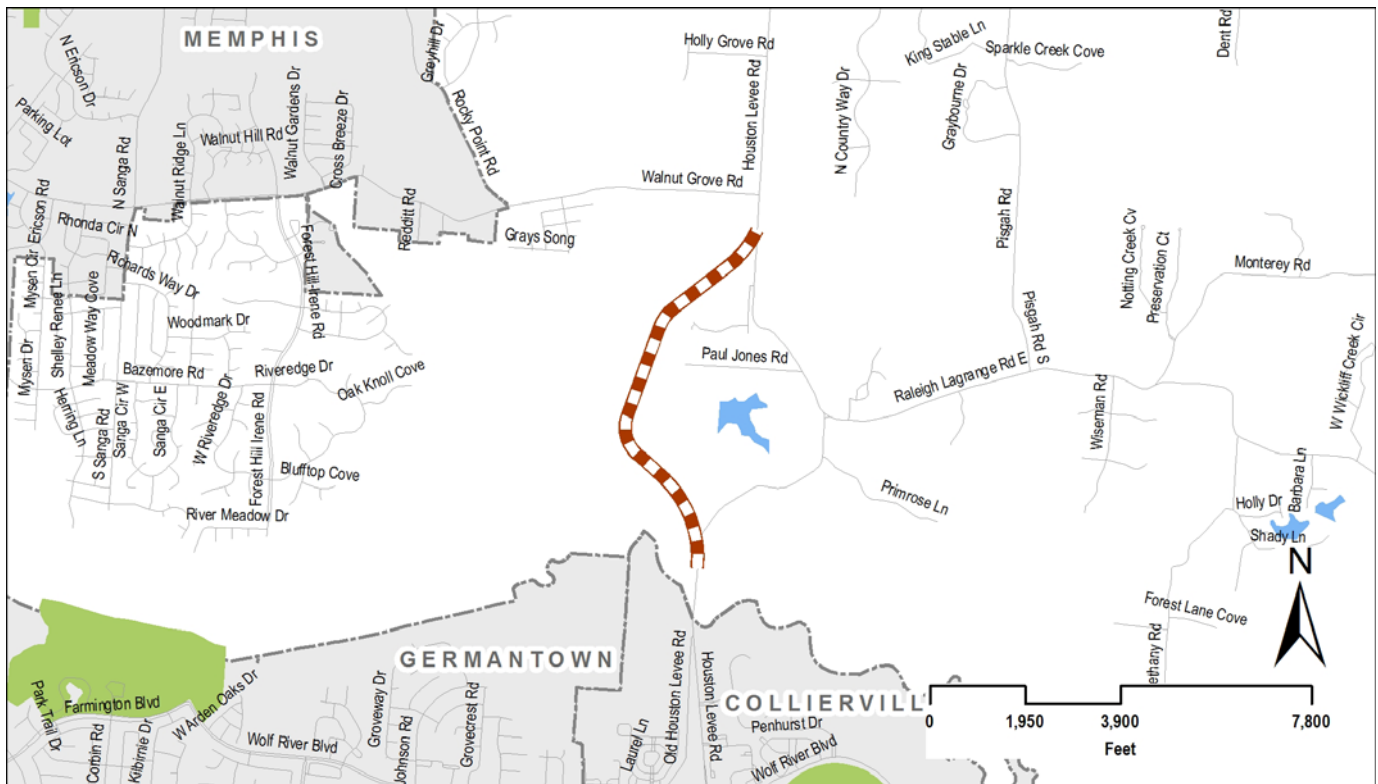 MEMPHIS
N Ericson Dr
Parking Lot
N Sanga Rd
Walnut Ridge Ln
Walnut Hill Rd
Walnut Gardens Dr
Cross Breeze Dr
Greyhill Dr
Rocky Point Rd
Holly Grove Rd
Houston Levee Rd
N Country Way Dr
King Stable Ln
Sparkle Creek Cove
Graybourne Dr
Dent Rd
Walnut Grove Rd
Ericson Rd
Rhonda Cir N
Richards Way Dr
Redditt Rd
Grays Song
Forest Hill-Irene Rd
Pisgah Rd
Notting Creek Cv
Preservation Ct
Monterey Rd
Mysen Cir
Shelley Renee Ln
Meadow Way Cove
Woodmark Dr
Pisgah Rd S
Mysen Dr
Bazemore Rd
Riveredge Dr
Oak Knoll Cove
Paul Jones Rd
Raleigh Lagrange Rd E
Wiseman Rd
W Wickliff Creek Cir
Herring Ln
S Sanga Rd
Sanga Cir W
Sanga Cir E
W Riveredge Dr
Forest Hill Irene Rd
Blufftop Cove
River Meadow Dr
Primrose Ln
Holly Dr
Barbara Ln
Shady Ln
N
Forest Lane Cove
ethany Rd
GERMANTOWN
COLLIERVILL
Park Trail Dr
Farmington Blvd
Corbin Rd
Kilbirnie Dr
W Arden Oaks Dr
Wolf River Blvd
Groveway Dr
Johnson Rd
Grovecrest Rd
Laurel Ln
Old Houston Levee Rd
Houston Levee Rd
Penhurst Dr
Wolf River Blvd
0 1,950 3,900 7,800
Feet